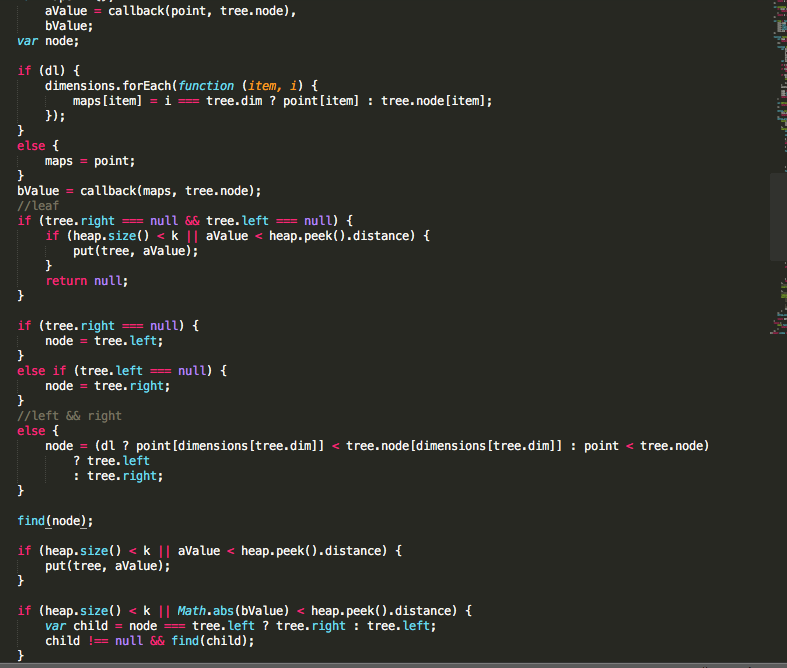 aValue = callback(point, tree.node),
bValue;
var node;
if (dl) {
dimensions.forEach(function (item, i) {
maps[item] = i === tree.dim ? point[item] : tree.node[item];
});
}
else {
maps = point;
}
bValue = callback(maps, tree.node);
//leaf
if (tree.right === null && tree.left === null) {
if (heap.size() < k || aValue < heap.peek().distance) {
put(tree, aValue);
}
return null;
}
if (tree.right === null) {
node = tree.left;
}
else if (tree.left === null) {
node = tree.right;
}
//left && right
else {
node = (dl ? point[dimensions[tree.dim]] < tree.node[dimensions[tree.dim]] : point < tree.node)
? tree.left
: tree.right;
}
find(node);
if (heap.size() < k || aValue < heap.peek().distance) {
put(tree, aValue);
}
if (heap.size() < k || Math.abs(bValue) < heap.peek().distance) {
var child = node === tree.left ? tree.right : tree.left;
child !== null && find(child);
}